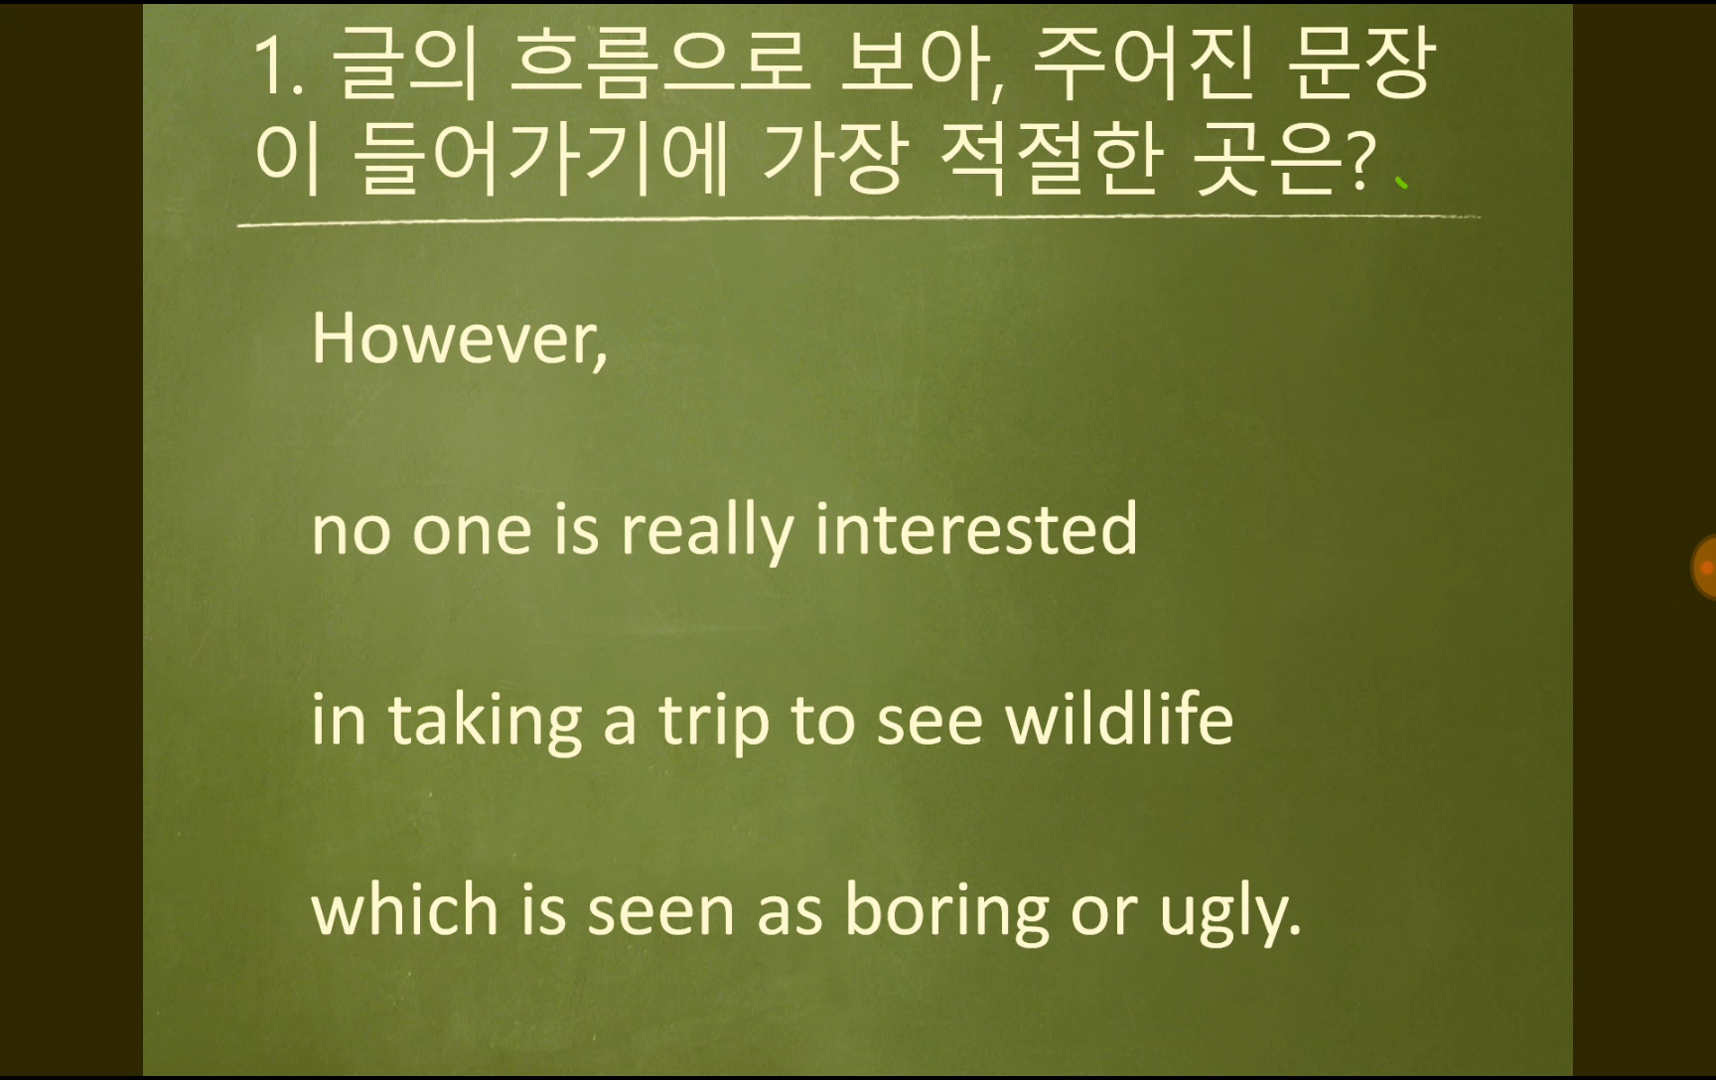 1. 글의 흐름으로 보아, 주어진 문장
이 들어가기에 가장 적절한 곳은?
However,
no one is really interested
in taking a trip to see wildlife
which is seen as boring or ugly.